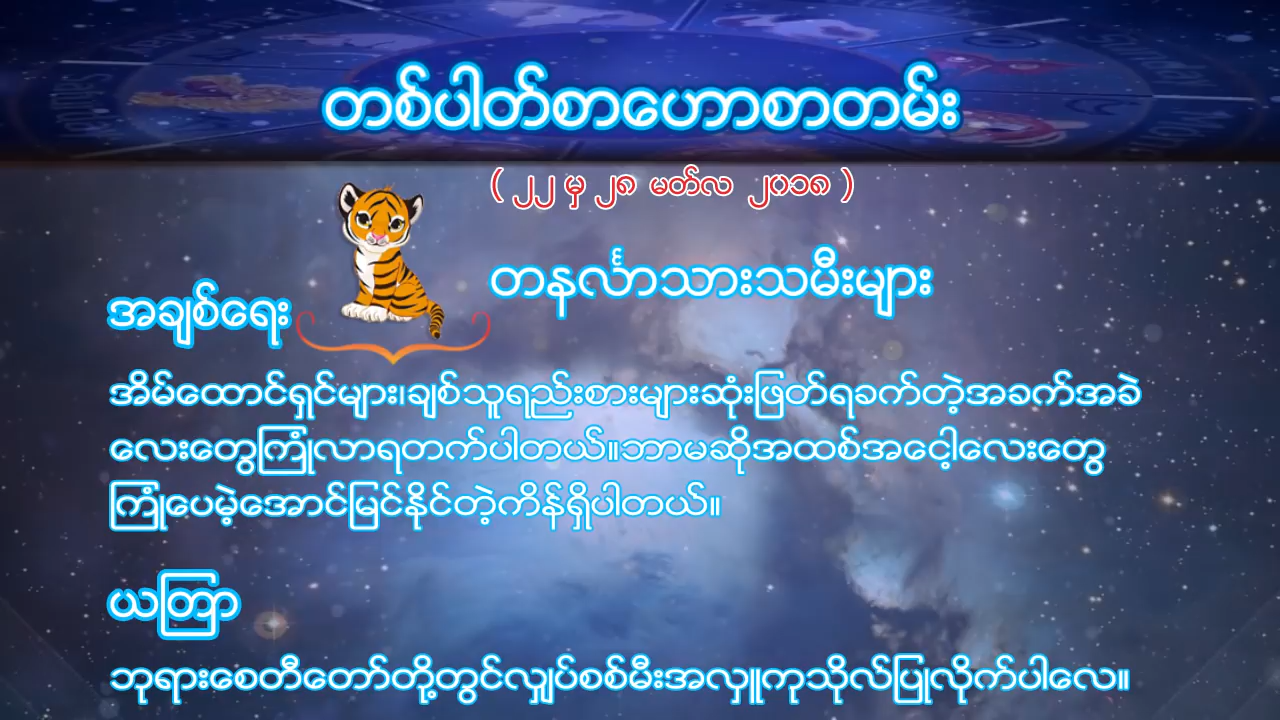 တစ်ပါတ်စာဟောစာတမ်း
( ၂၂ မှ ၂၈ မတ်လ ၂၀၁၈ )
တနင်္လာသားသမီးများ
အချစ်ရေး
အိမ်ထောင်ရှင်များ၊ချစ်သူရည်းစားများဆုံးဖြတ်ရခက်တဲ့အခက်အခဲ
လေးတွေကြုံလာရတက်ပါတယ်။ဘာမဆိုအထစ်အငေါ့လေးတွေ
ကြုံပေမဲ့အောင်မြင်နိုင်တဲ့ကိန်ရှိပါတယ်။
ယတြာ
ဘုရားစေတီတော်တို့တွင်လျှပ်စစ်မီးအလှူကုသိုလ်ပြုလိုက်ပါလေ။